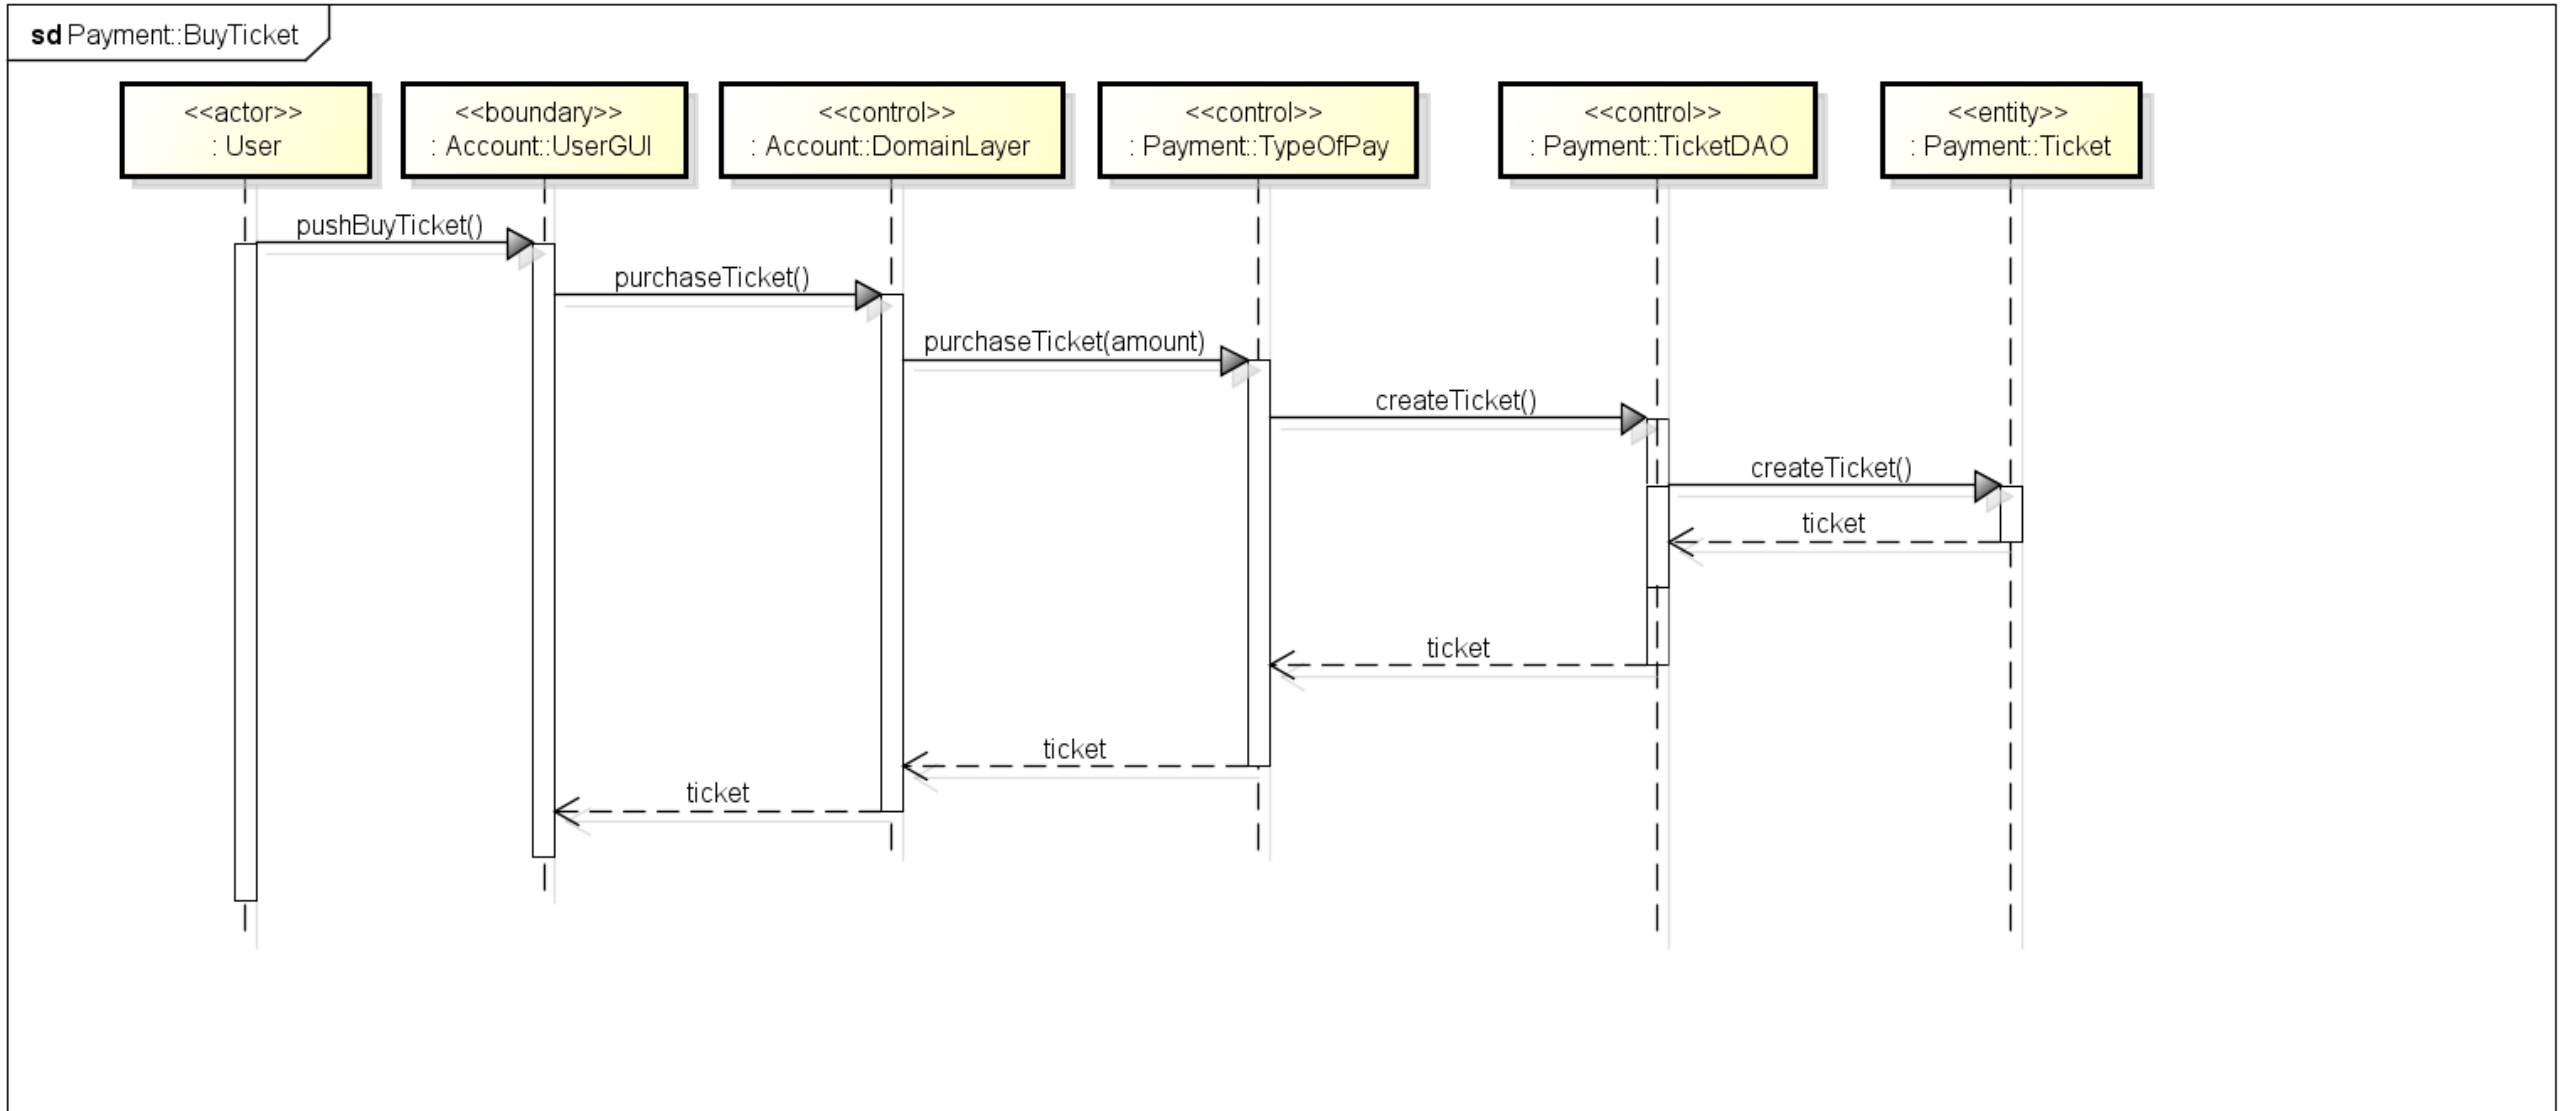 sd Payment::BuyTicket
<<actor>>
: User
<<boundary>>
: Account::UserGUI
<<control>>
: Account::DomainLayer
<<control>>
: Payment::TypeOfPay
<<control>>
: Payment::TicketDAO
<<entity>>
: Payment::Ticket
pushBuyTicket()
purchaseTicket()
purchaseTicket(amount)
createTicket()
createTicket()
ticket
ticket
ticket
ticket